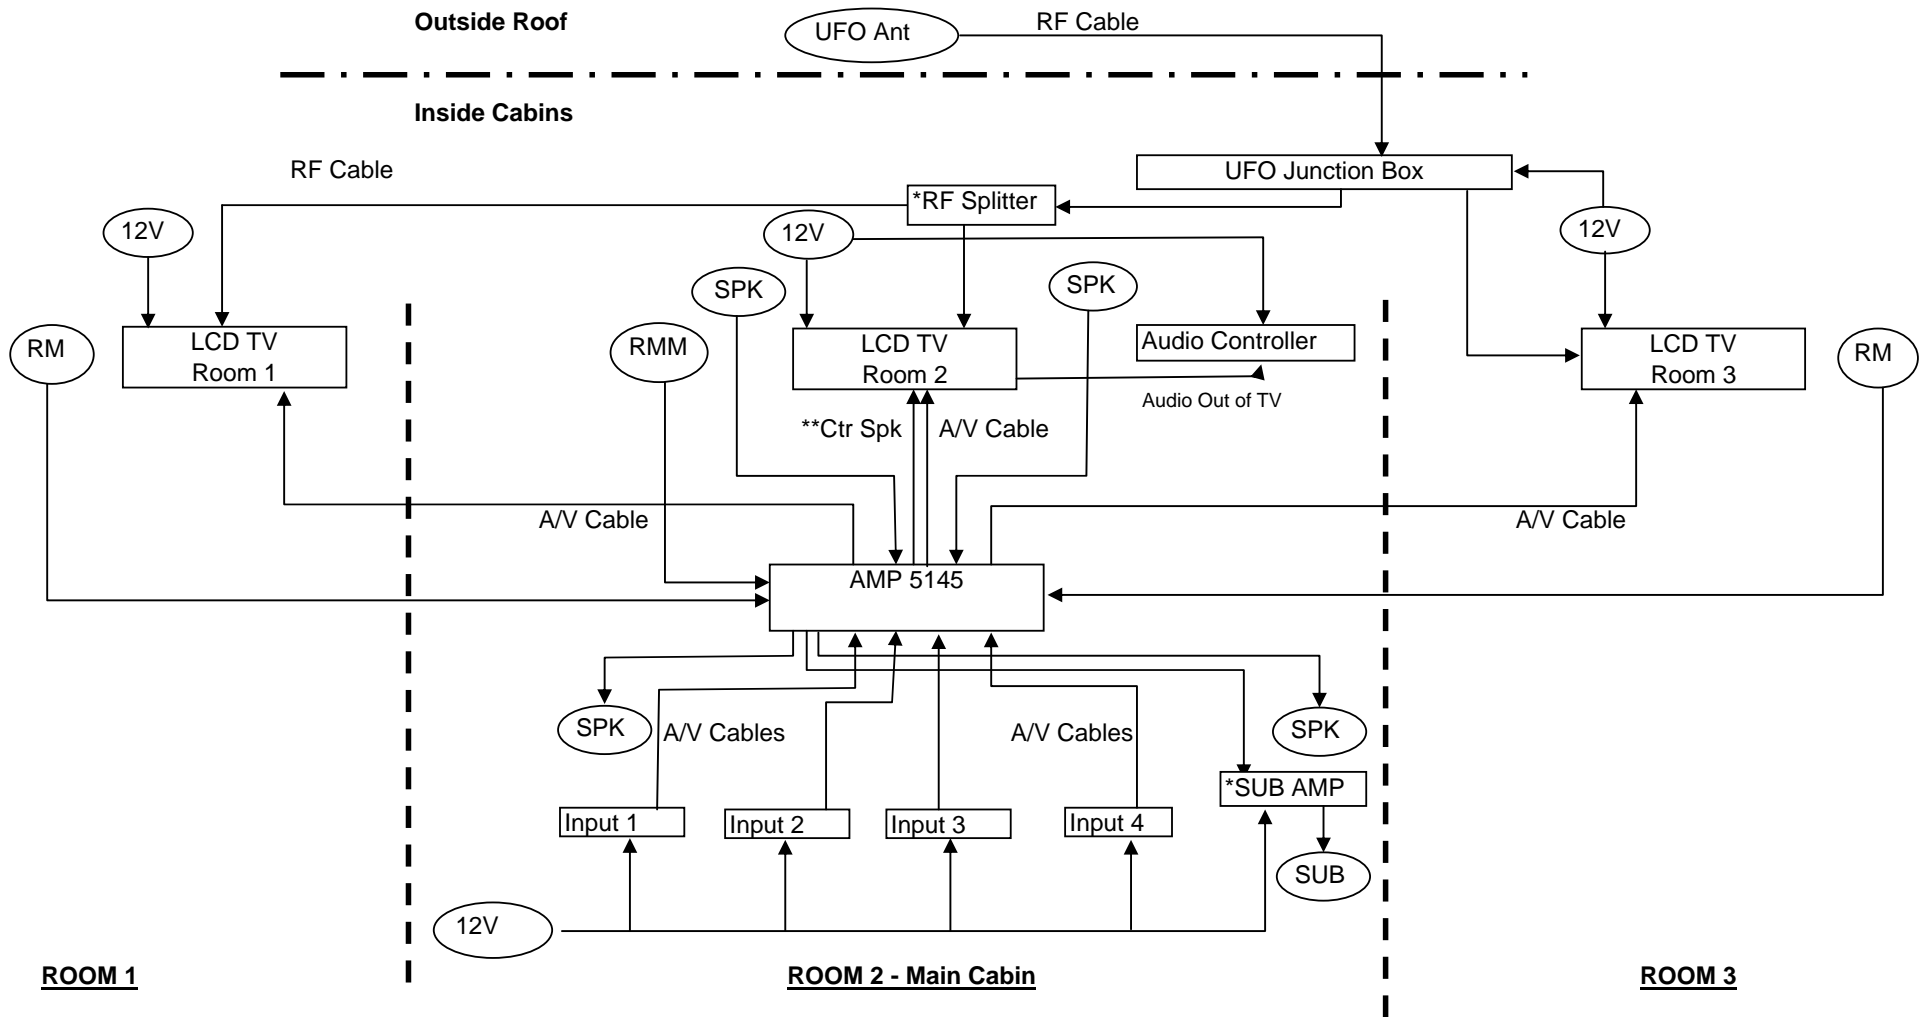 Outside Roof
UFO Ant
RF Cable
Inside Cabins
RF Cable
UFO Junction Box
*RF Splitter
12V
12V
12V
SPK
SPK
RM
LCD TV
Room 1
RMM
LCD TV
Room 2
Audio Controller
LCD TV
Room 3
RM
Audio Out of TV
**Ctr Spk
A/V Cable
A/V Cable
A/V Cable
AMP 5145
SPK
A/V Cables
A/V Cables
SPK
*SUB AMP
Input 1
Input 2
Input 3
Input 4
SUB
12V
ROOM 1
ROOM 2 - Main Cabin
ROOM 3